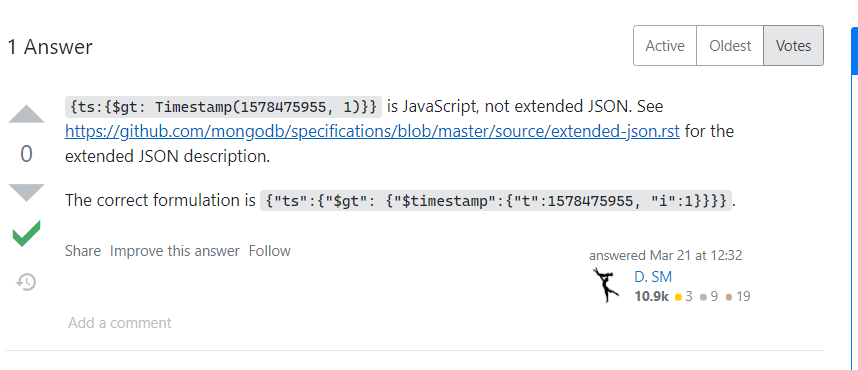 1 Answer
Active Oldest Votes
{ts:{$gt: Timestamp(1578475955, 1)}} is JavaScript, not extended JSON. See
https://github.com/mongodb/specifications/blob/master/source/extended-json.rst for the
extended JSON description.
0
The correct formulation is {"ts":{"$gt": {"$timestamp":{"t":1578475955, "i":1}}}}.
Share Improve this answer Follow
answered Mar 21 at 12:32
D. SM
10.9k 3 9 19
Add a comment